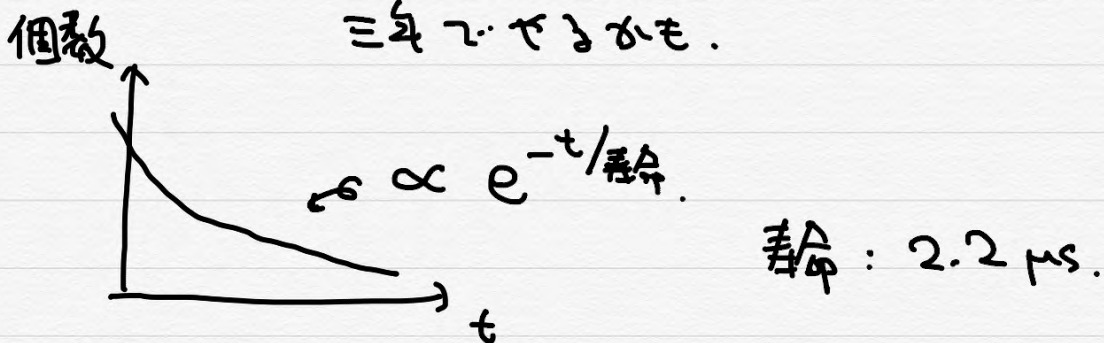 個数
三年でやるかも.
∝ e^{-t/寿命}.
寿命: 2.2 μs.
t